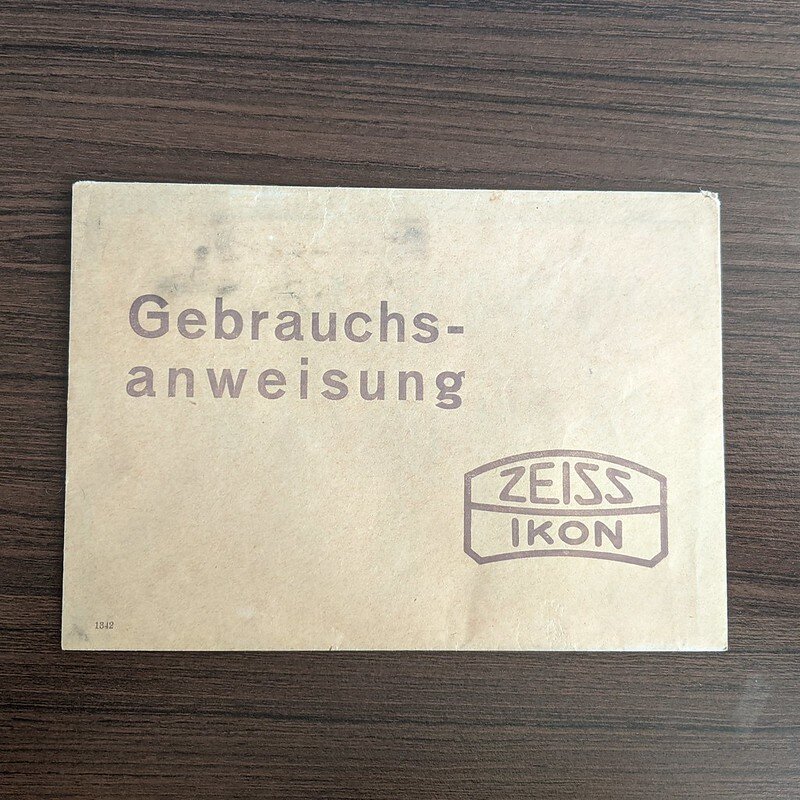 Gebrauchs-
anweisung
ZEISS
IKON
1342